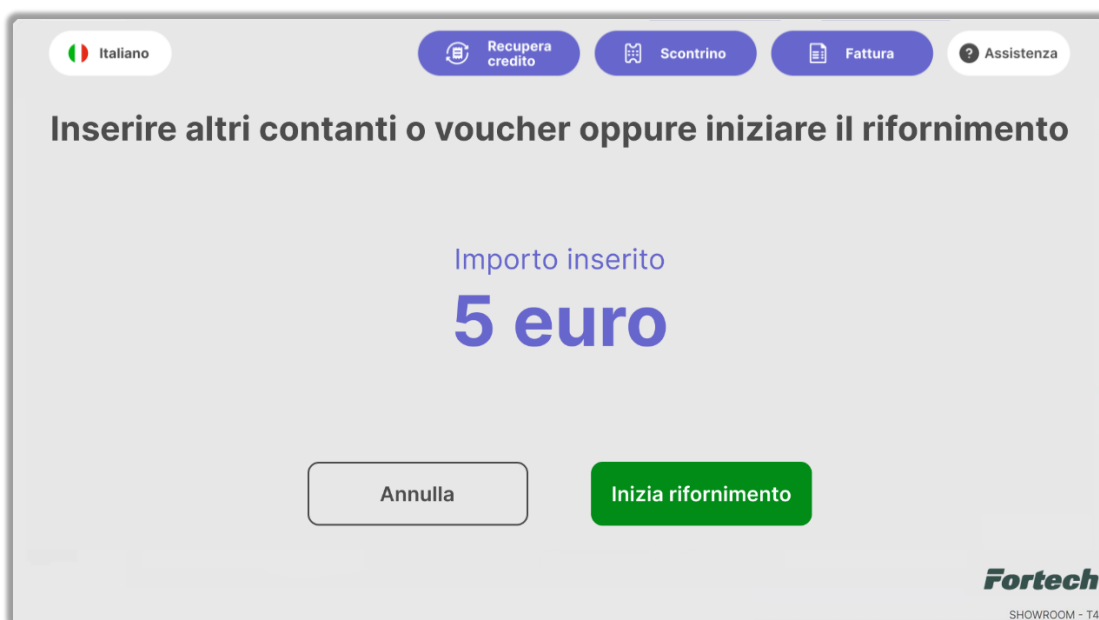 Italiano
Recupera
credito
Scontrino
Fattura
? Assistenza
Inserire altri contanti o voucher oppure iniziare il rifornimento
Importo inserito
5 euro
Annulla
Inizia rifornimento
Fortech
SHOWROOM - T4